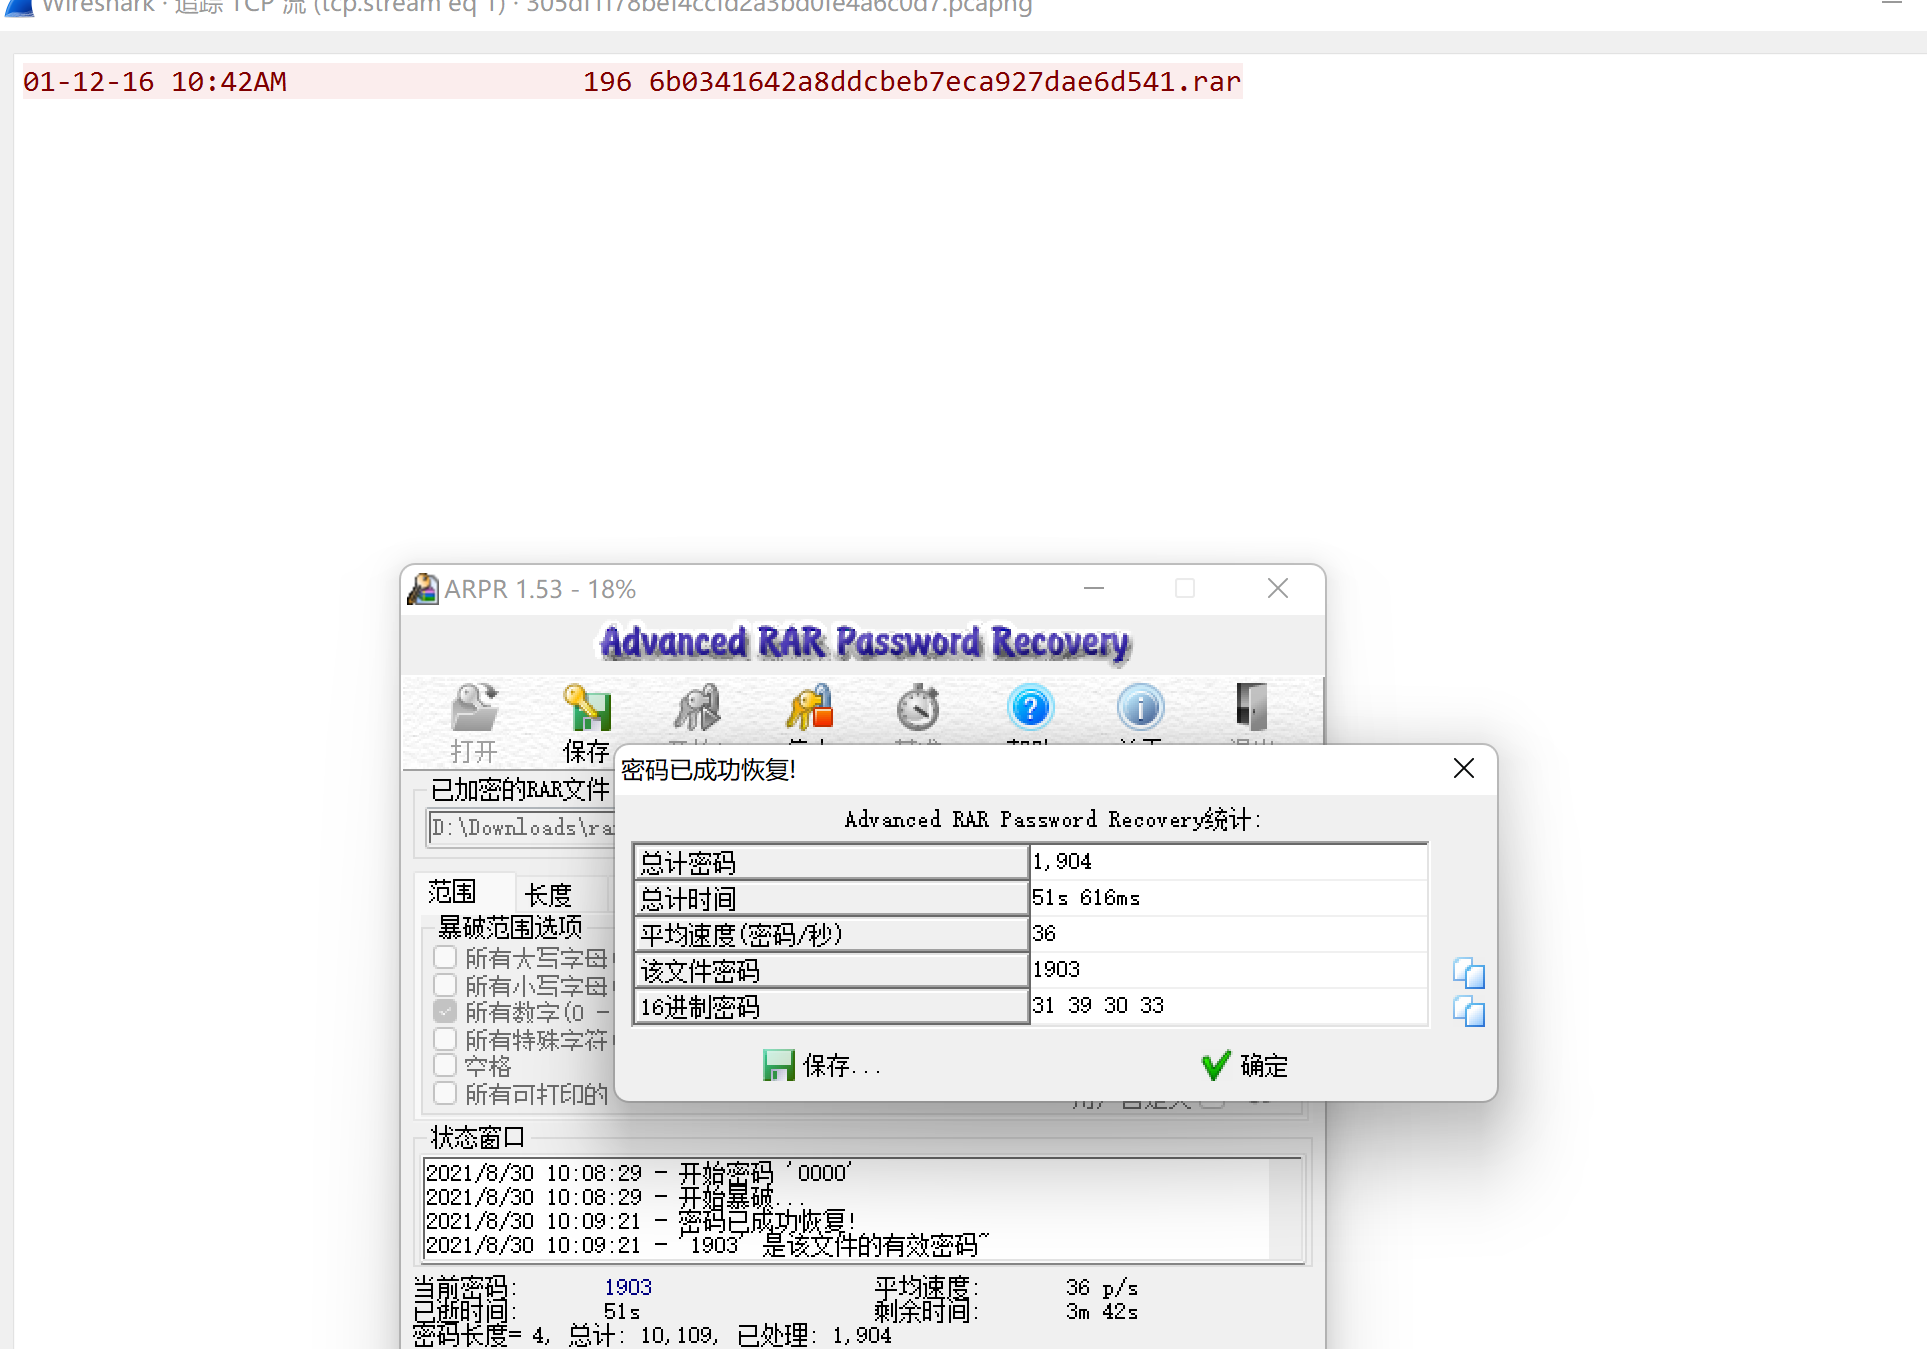 Wireshark · 追踪 TCP 流 (tcp.stream eq 1) · 305df1f78bef4ccfd2a3bd0fe4a6c0d7.pcapng
01-12-16 10:42AM 196 6b0341642a8ddcbeb7eca927dae6d541.rar
ARPR 1.53 - 18%
Advanced RAR Password Recovery
打开 保存
已加密的RAR文件
D:\Downloads\ra
范围 长度
暴破范围选项
所有大写字母
所有小写字母
所有数字(0 -
所有特殊字符
空格
所有可打印的
密码已成功恢复!
Advanced RAR Password Recovery统计:
总计密码 1,904
总计时间 51s 616ms
平均速度(密码/秒) 36
该文件密码 1903
16进制密码 31 39 30 33
保存... 确定
状态窗口
2021/8/30 10:08:29 - 开始密码 '0000'
2021/8/30 10:08:29 - 开始暴破...
2021/8/30 10:09:21 - 密码已成功恢复!
2021/8/30 10:09:21 - '1903' 是该文件的有效密码~
当前密码: 1903 平均速度: 36 p/s
已逝时间: 51s 剩余时间: 3m 42s
密码长度= 4, 总计: 10,109, 已处理: 1,904